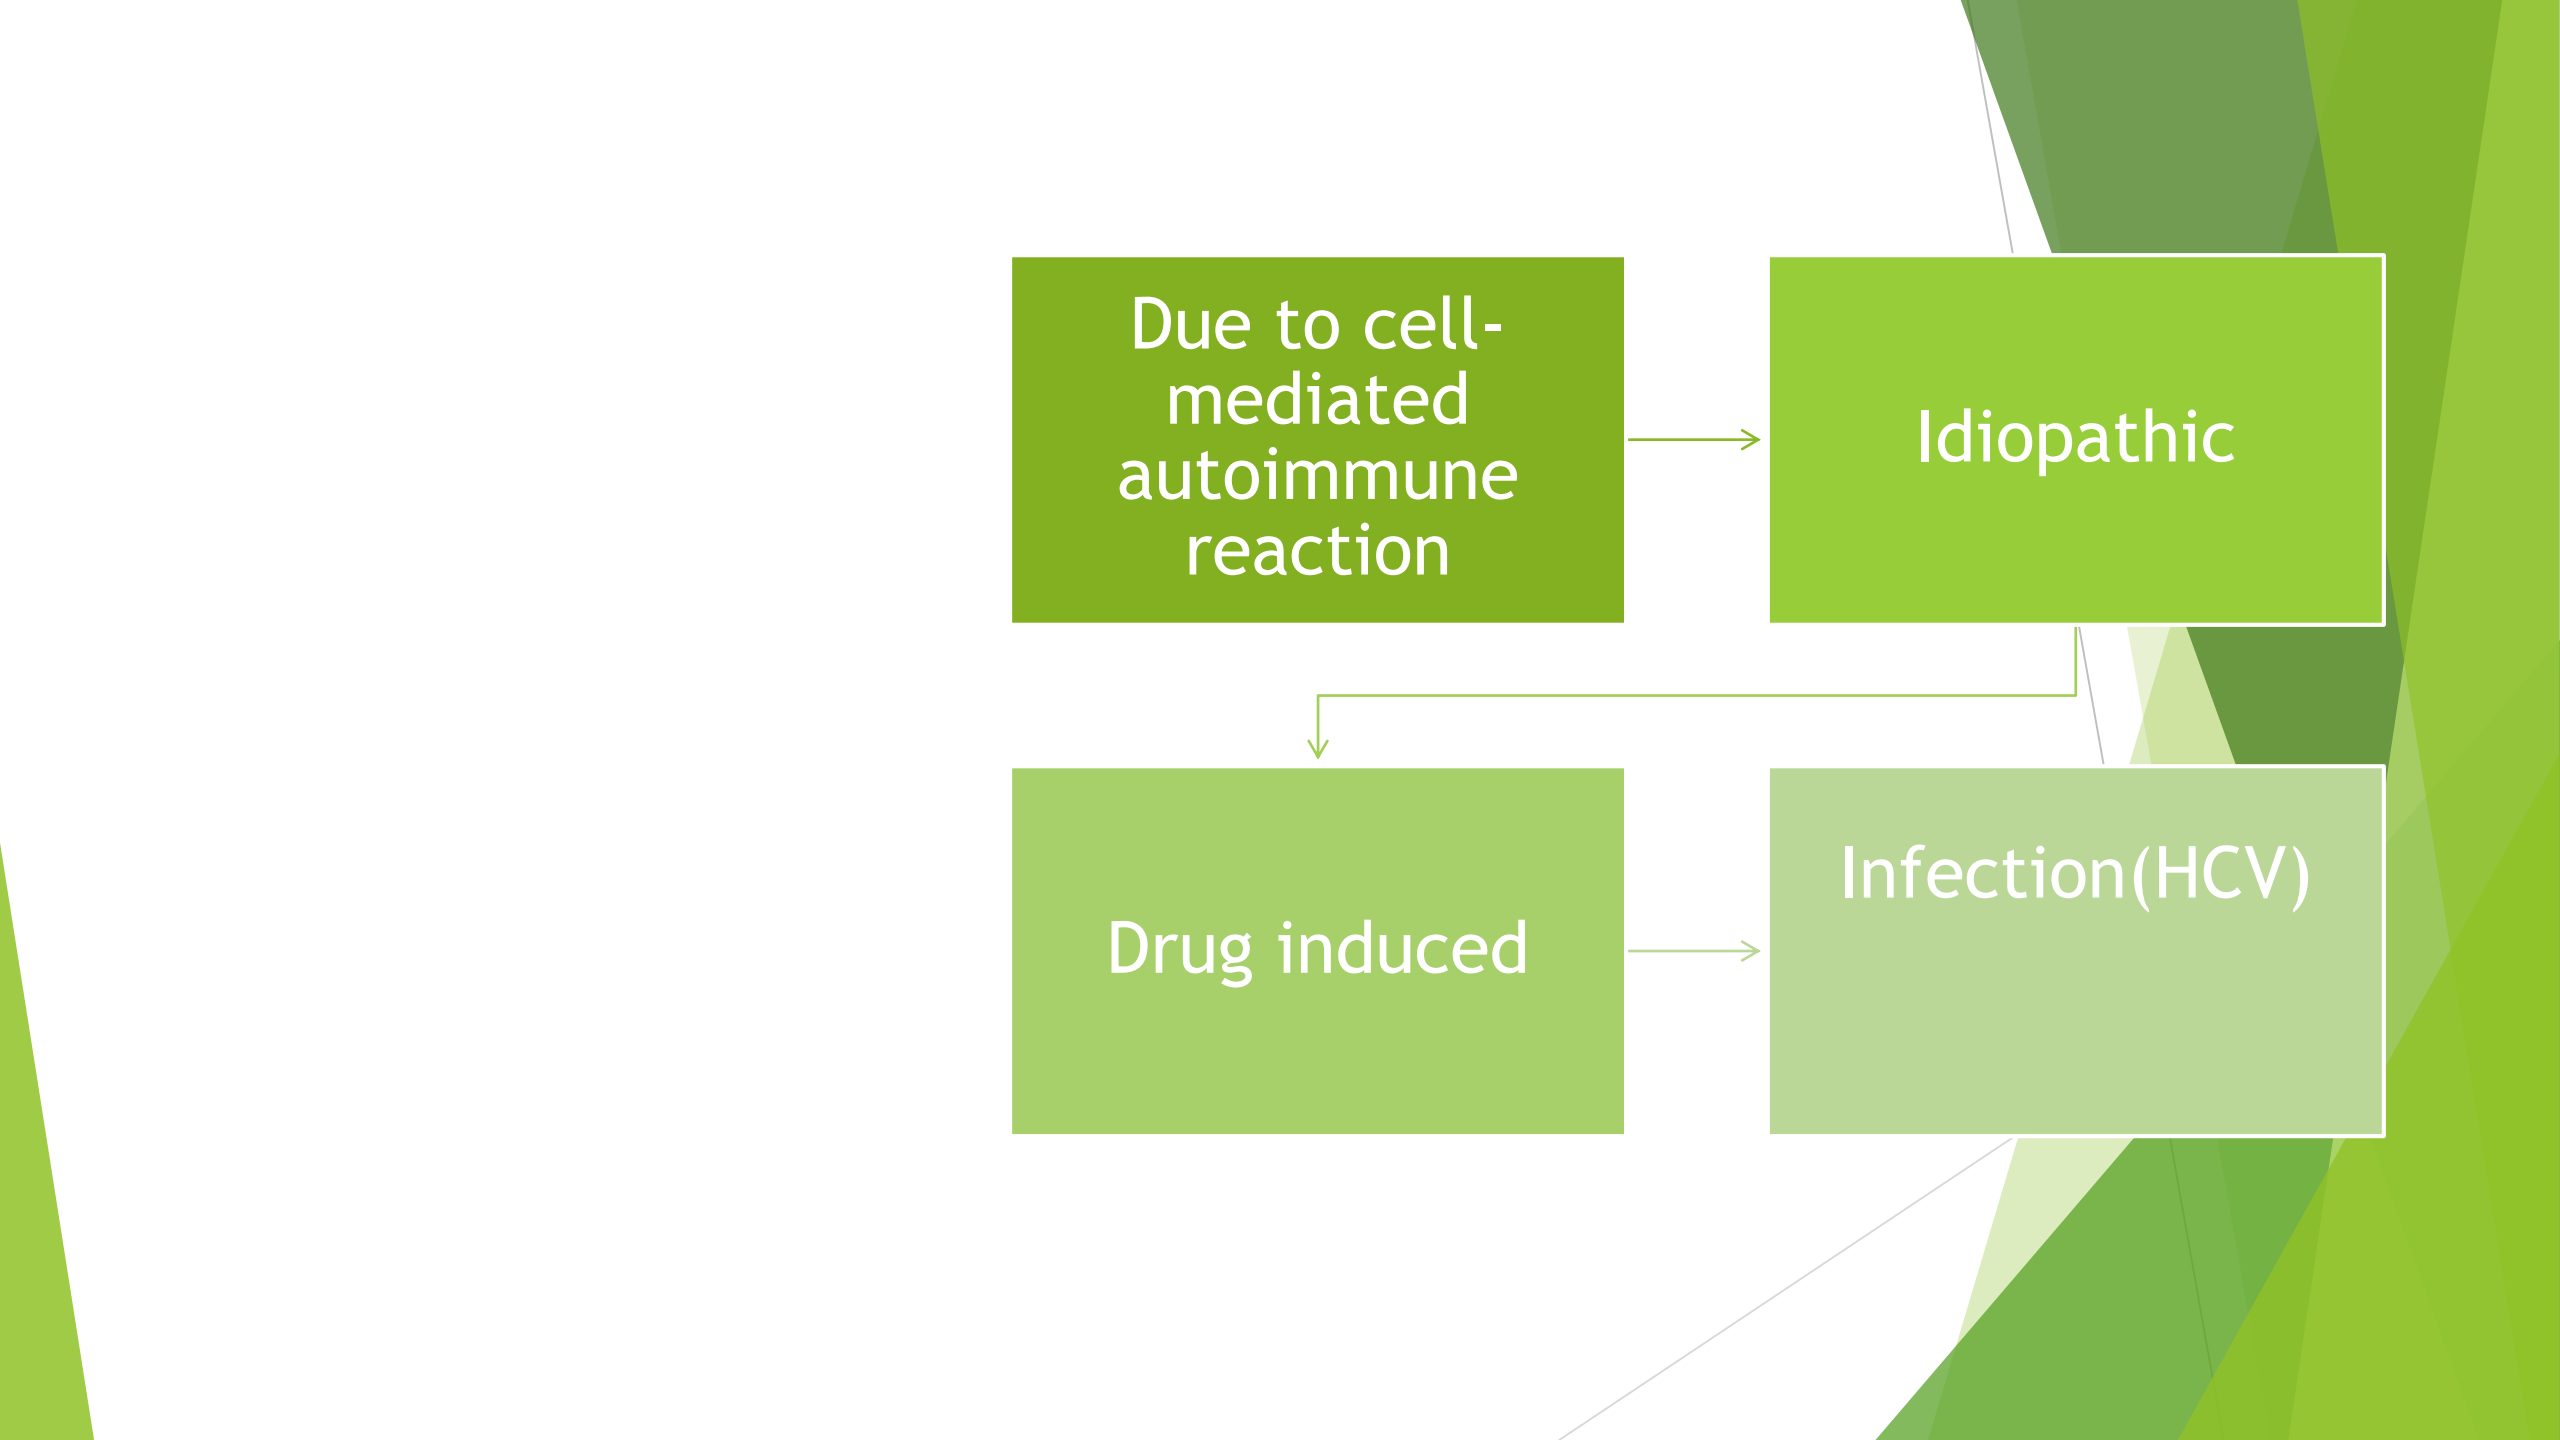 Due to cell-
mediated
autoimmune
reaction
Idiopathic
Drug induced
Infection(HCV)